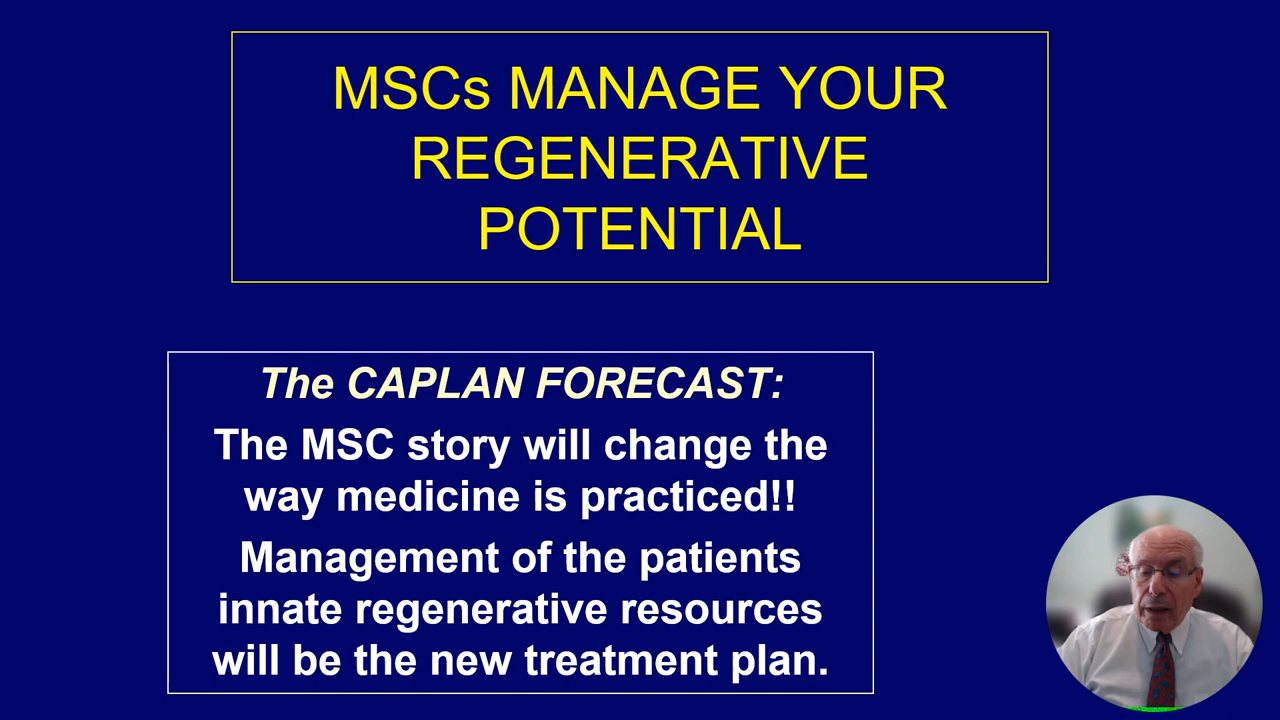 MSCs MANAGE YOUR
REGENERATIVE
POTENTIAL
The CAPLAN FORECAST:
The MSC story will change the
way medicine is practiced!!
Management of the patients
innate regenerative resources
will be the new treatment plan.